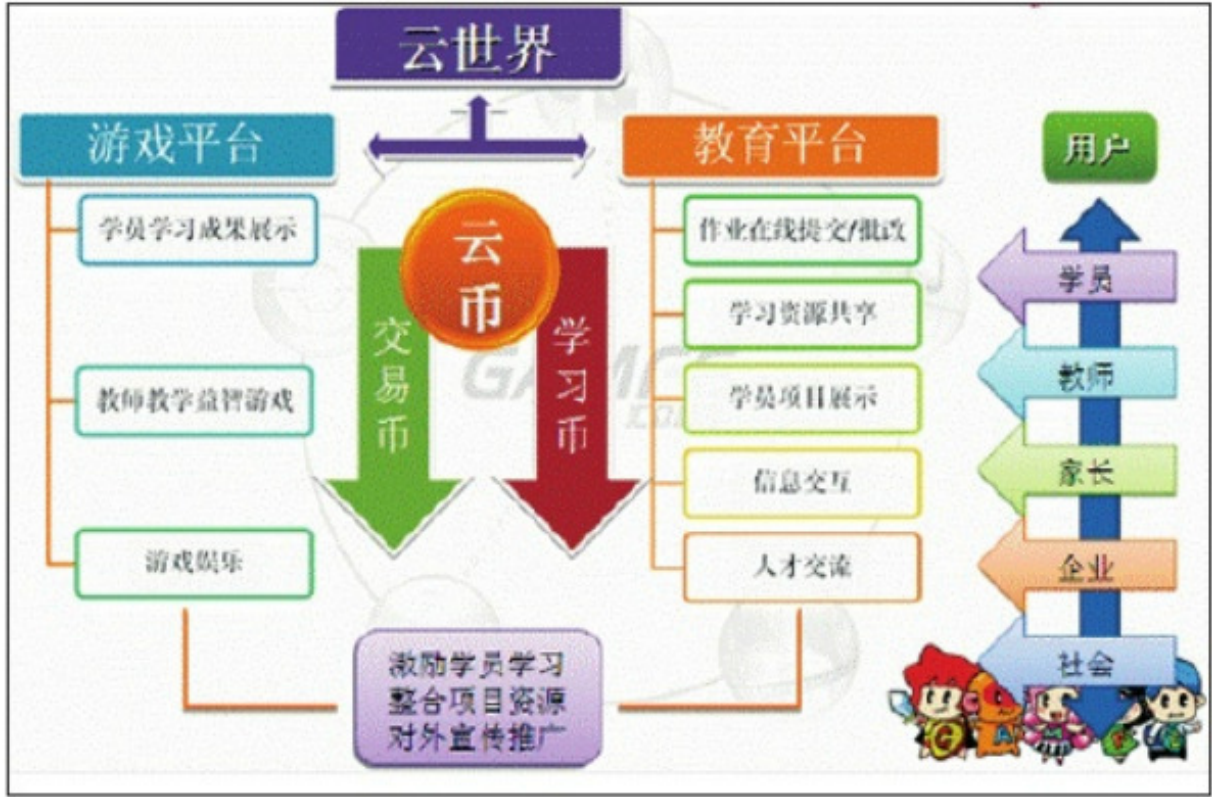 云世界
游戏平台
学员学习成果展示
教师教学益智游戏
游戏娱乐
云
币
交
易
币
学
习
币
教育平台
作业在线提交/批改
学习资源共享
学员项目展示
信息交互
人才交流
激励学员学习
整合项目资源
对外宣传推广
用户
学员
教师
家长
企业
社会
G
A
M